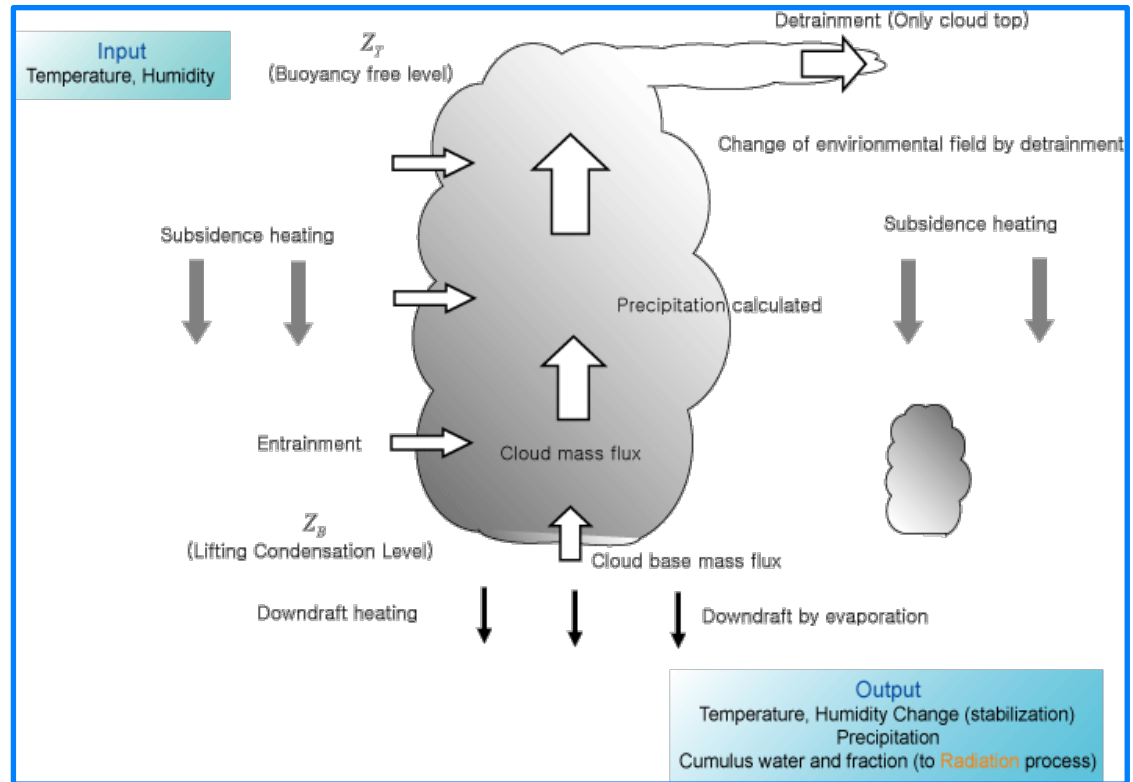 Detrainment (Only cloud top)
Input
Temperature, Humidity
Z_T
(Buoyancy free level)
Change of envirionmental field by detrainment
Subsidence heating
Subsidence heating
Precipitation calculated
Entrainment
Cloud mass flux
Z_B
(Lifting Condensation Level)
Cloud base mass flux
Downdraft heating
Downdraft by evaporation
Output
Temperature, Humidity Change (stabilization)
Precipitation
Cumulus water and fraction (to Radiation process)